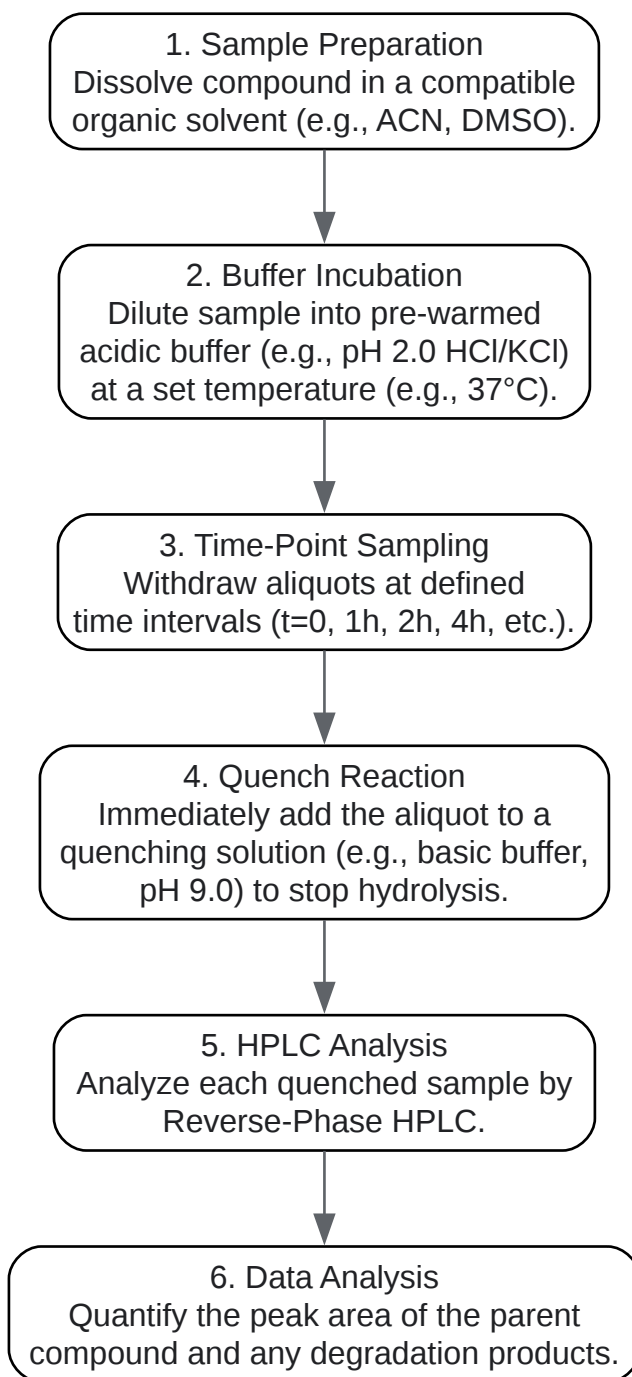 1. Sample Preparation
Dissolve compound in a compatible
organic solvent (e.g., ACN, DMSO).
2. Buffer Incubation
Dilute sample into pre-warmed
acidic buffer (e.g., pH 2.0 HCl/KCl)
at a set temperature (e.g., 37°C).
3. Time-Point Sampling
Withdraw aliquots at defined
time intervals (t=0, 1h, 2h, 4h, etc.).
4. Quench Reaction
Immediately add the aliquot to a
quenching solution (e.g., basic buffer,
pH 9.0) to stop hydrolysis.
5. HPLC Analysis
Analyze each quenched sample by
Reverse-Phase HPLC.
6. Data Analysis
Quantify the peak area of the parent
compound and any degradation products.